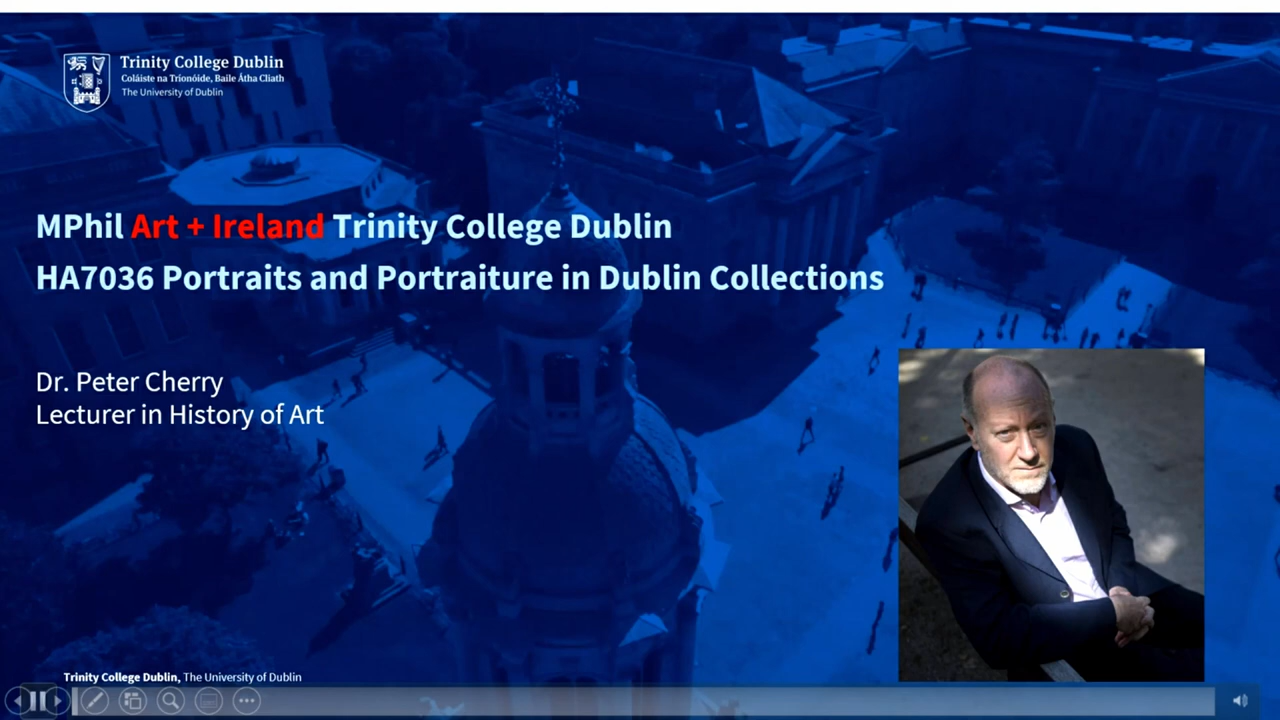 Trinity College Dublin
Coláiste na Tríonóide, Baile Átha Cliath
The University of Dublin
MPhil Art + Ireland Trinity College Dublin
HA7036 Portraits and Portraiture in Dublin Collections
Dr. Peter Cherry
Lecturer in History of Art
Trinity College Dublin, The University of Dublin